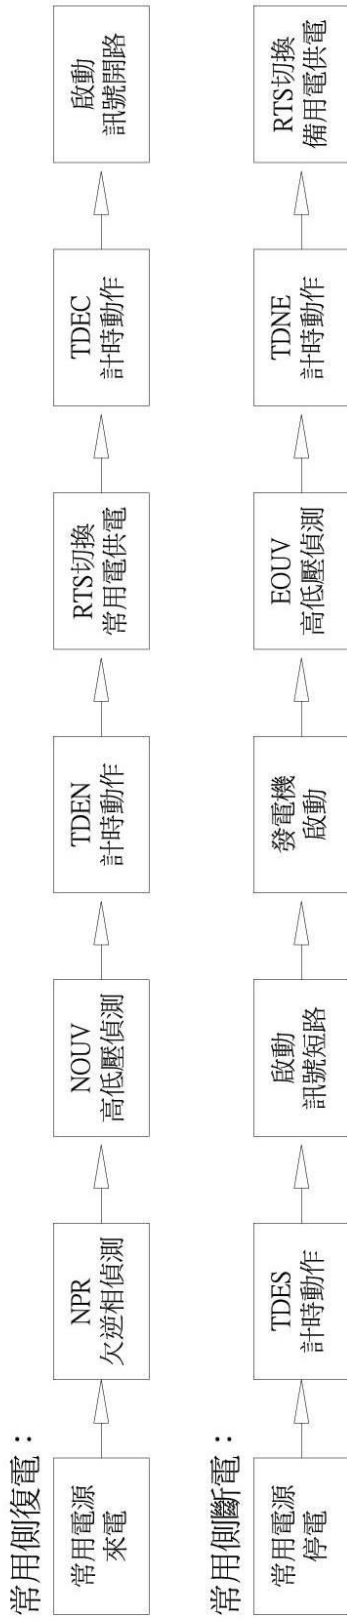 常用側復電：
常用電源
來電
NPR
欠逆相偵測
NOUV
高低壓偵測
TDEN
計時動作
RTS切換
常用電供電
TDEC
計時動作
啟動
訊號開路
常用側斷電：
常用電源
停電
TDES
計時動作
啟動
訊號短路
發電機
啟動
EOUV
高低壓偵測
TDNE
計時動作
RTS切換
備用電供電